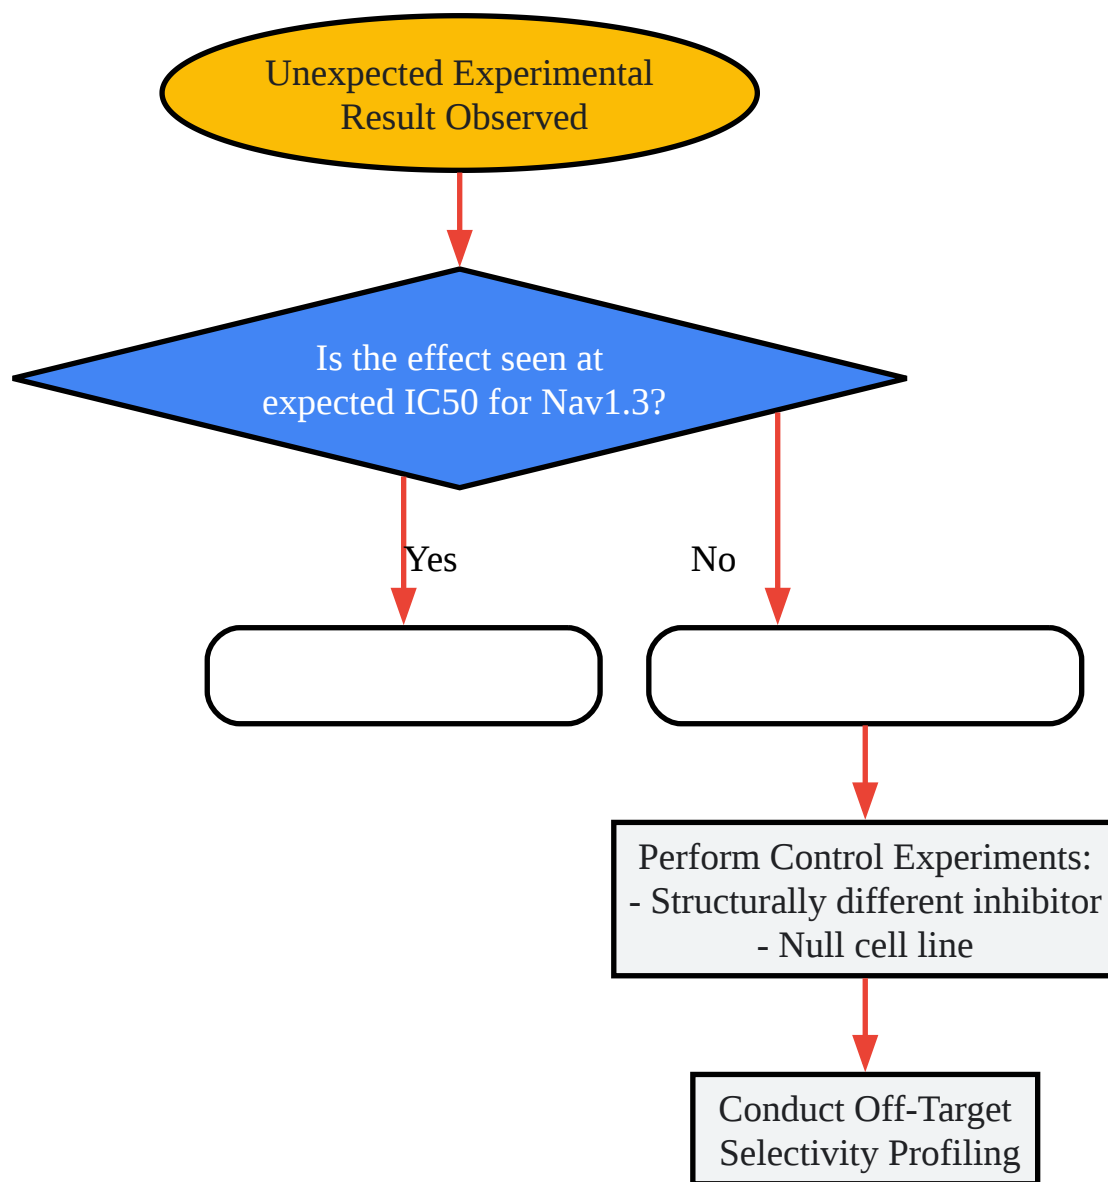 Unexpected Experimental
Result Observed
Is the effect seen at
expected IC50 for Nav1.3?
Yes
No
Perform Control Experiments:
- Structurally different inhibitor
- Null cell line
Conduct Off-Target
Selectivity Profiling